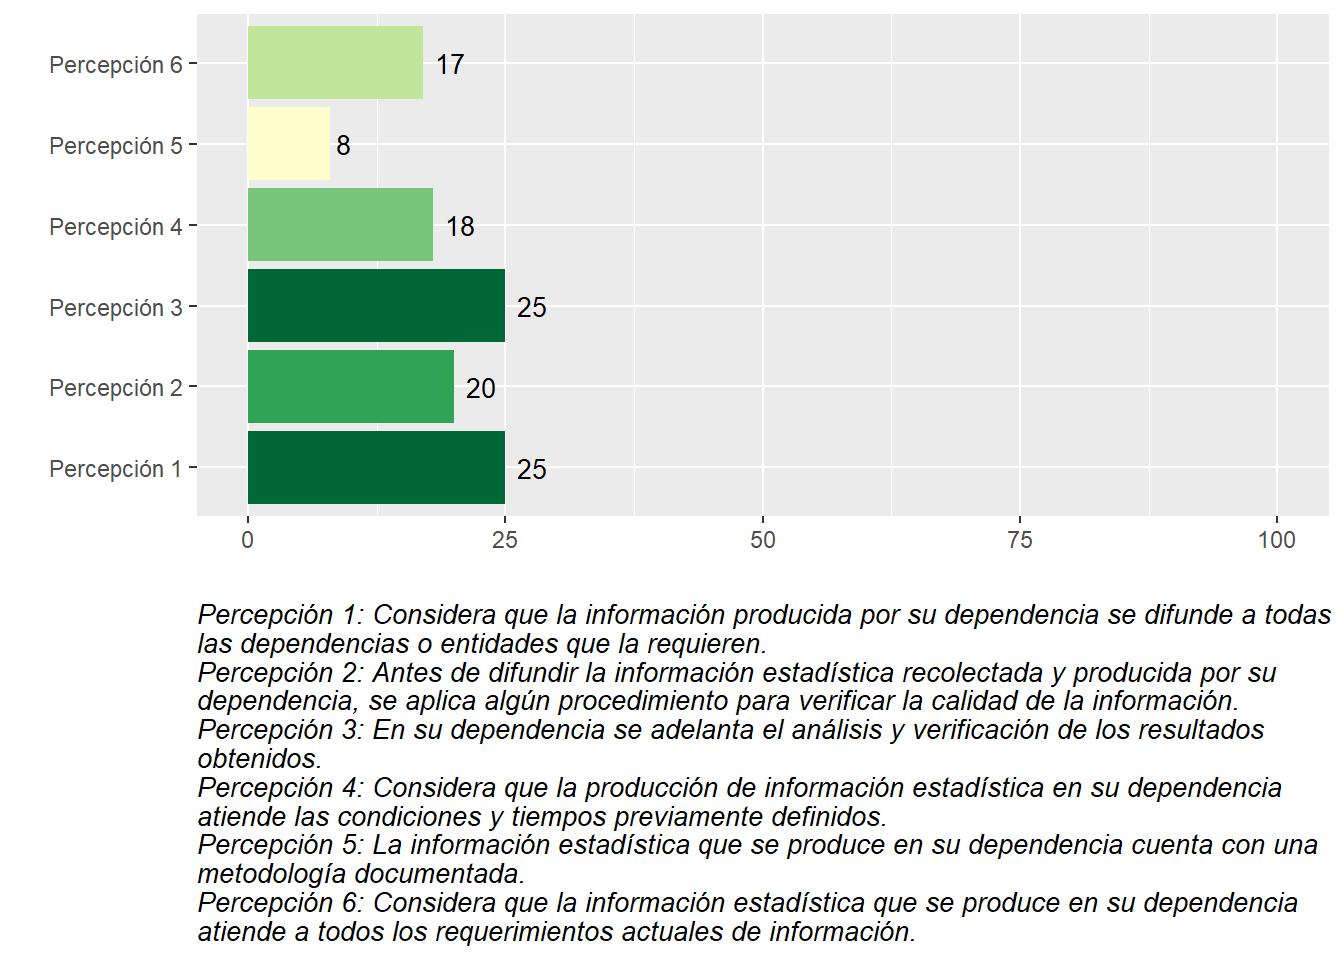 Percepción 6
17
Percepción 5
8
Percepción 4
18
Percepción 3
25
Percepción 2
20
Percepción 1
25
0 25 50 75 100
Percepción 1: Considera que la información producida por su dependencia se difunde a todas
las dependencias o entidades que la requieren.
Percepción 2: Antes de difundir la información estadística recolectada y producida por su
dependencia, se aplica algún procedimiento para verificar la calidad de la información.
Percepción 3: En su dependencia se adelanta el análisis y verificación de los resultados
obtenidos.
Percepción 4: Considera que la producción de información estadística en su dependencia
atiende las condiciones y tiempos previamente definidos.
Percepción 5: La información estadística que se produce en su dependencia cuenta con una
metodología documentada.
Percepción 6: Considera que la información estadística que se produce en su dependencia
atiende a todos los requerimientos actuales de información.